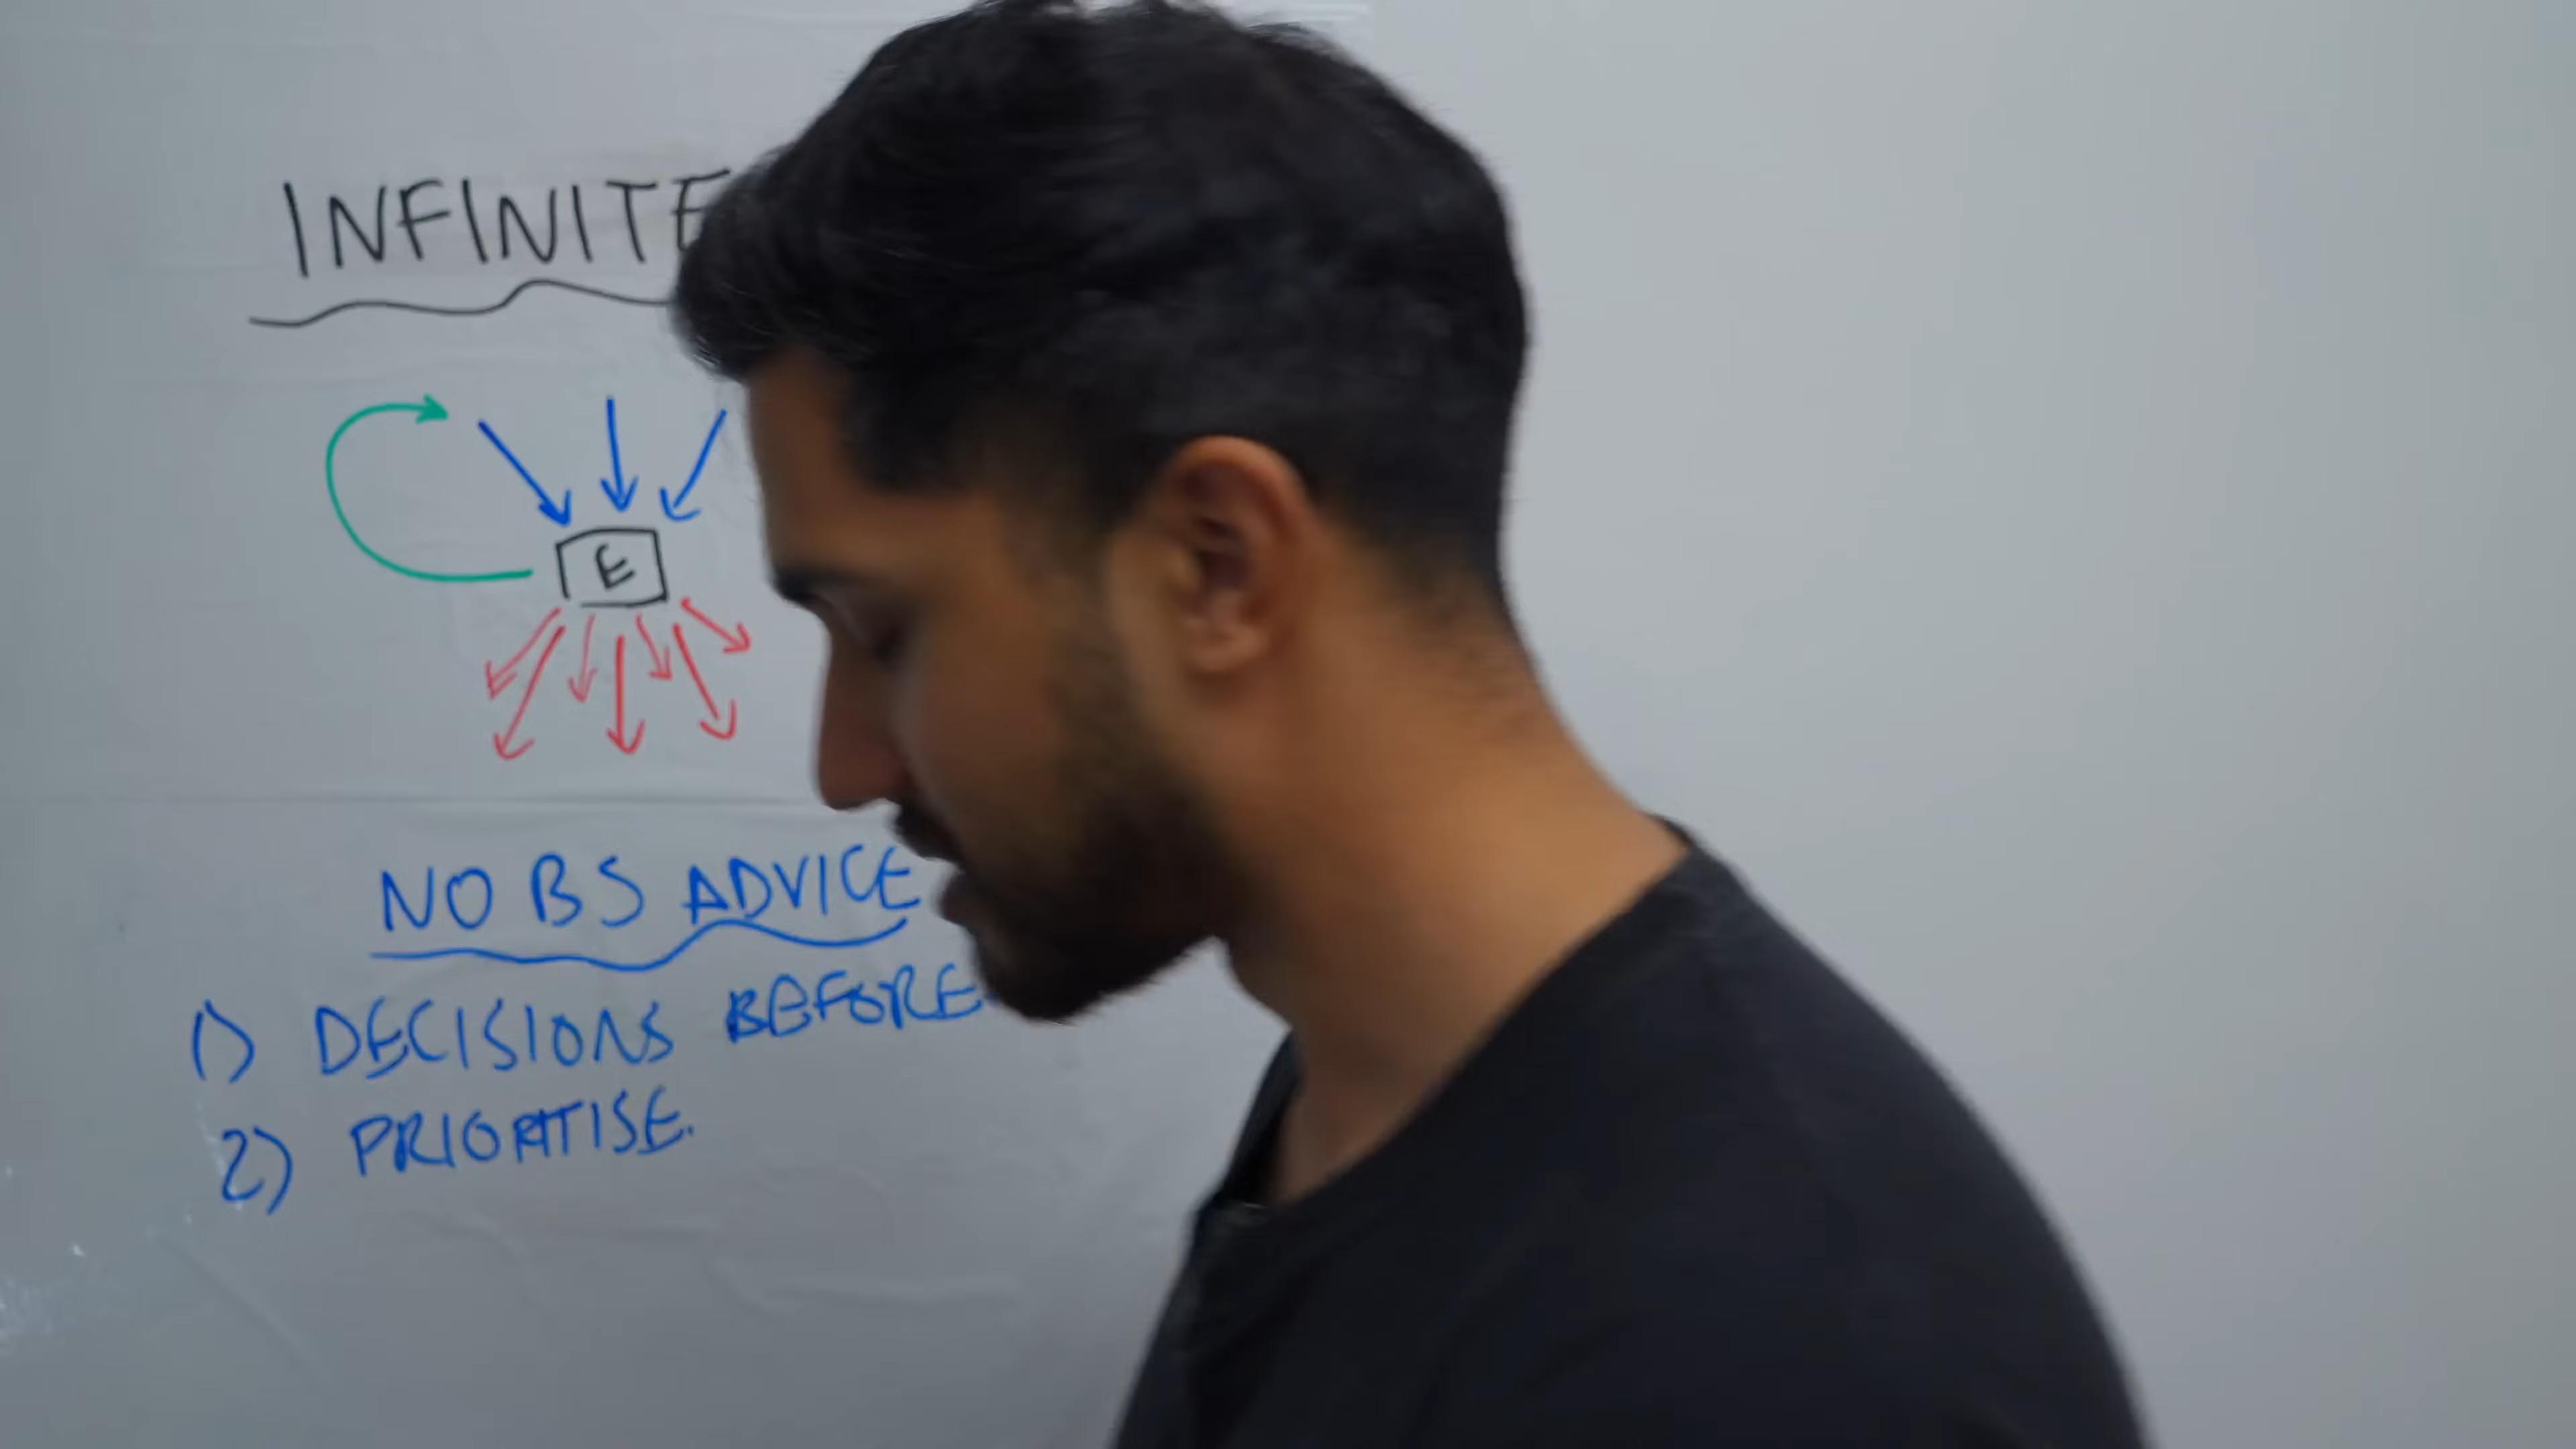 INFINITE
E
NO BS ADVICE
1) DECISIONS BEFORE
2) PRIORITISE.